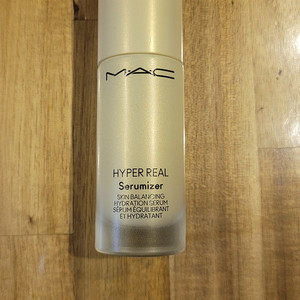 MAC
HYPER REAL
Serumizer
SKIN BALANCING
HYDRATION SERUM
SÉRUM ÉQUILIBRANT
ET HYDRATANT